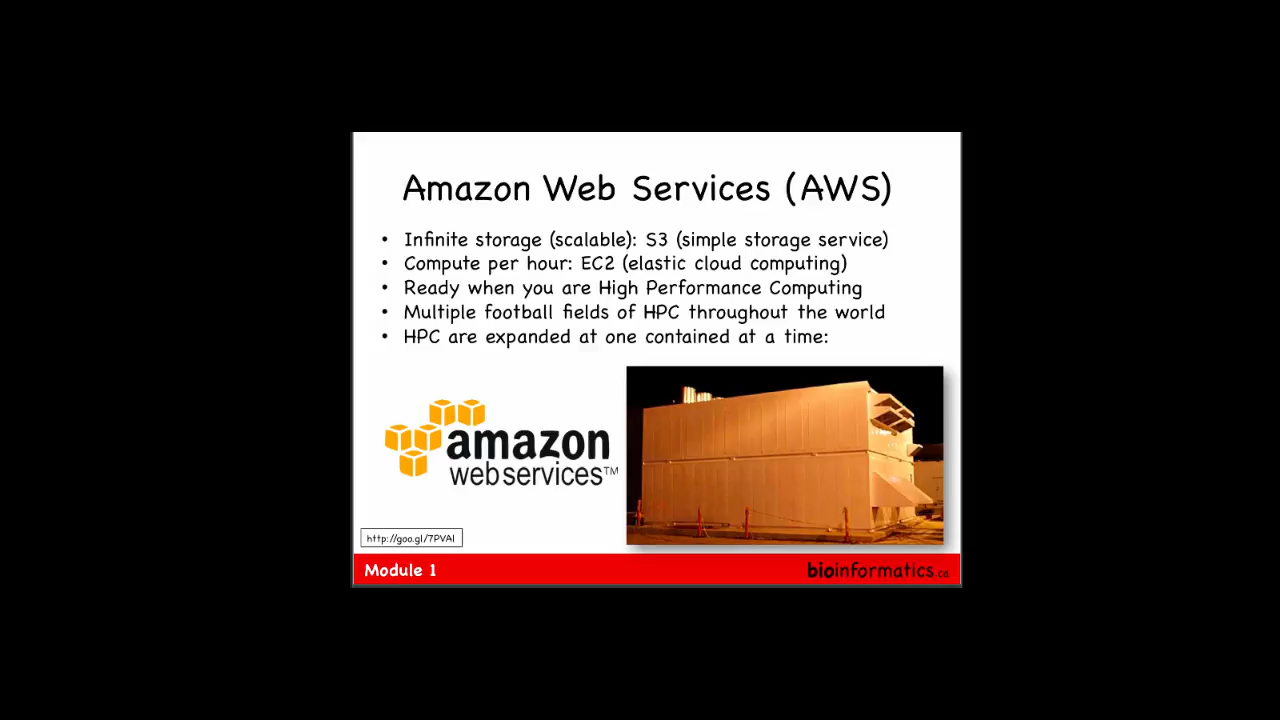 Amazon Web Services (AWS)
• Infinite storage (scalable): S3 (simple storage service)
• Compute per hour: EC2 (elastic cloud computing)
• Ready when you are High Performance Computing
• Multiple football fields of HPC throughout the world
• HPC are expanded at one contained at a time:
amazon
webservices™
http://goo.gl/7PVAl
Module 1
bioinformatics.ca